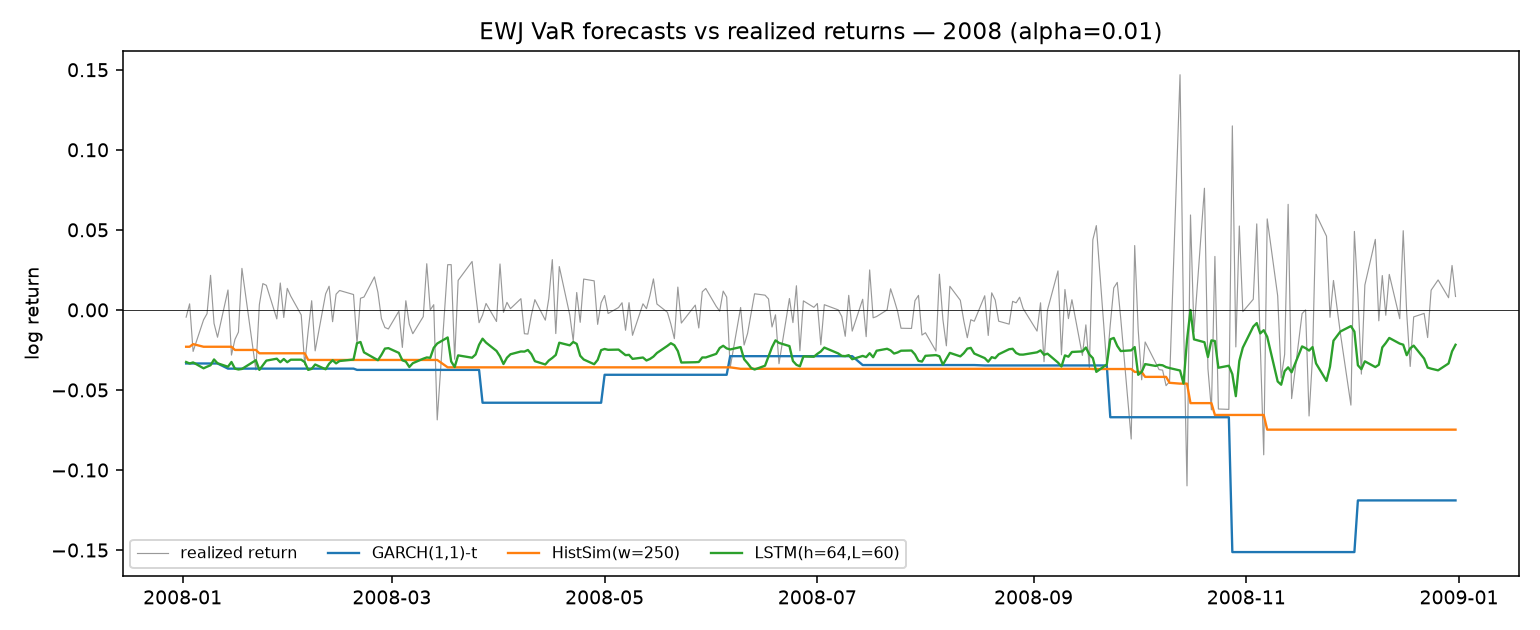 EWJ VaR forecasts vs realized returns — 2008 (alpha=0.01)
log return
0.15
0.10
0.05
0.00
−0.05
−0.10
−0.15
realized return GARCH(1,1)-t HistSim(w=250) LSTM(h=64,L=60)
2008-01 2008-03 2008-05 2008-07 2008-09 2008-11 2009-01